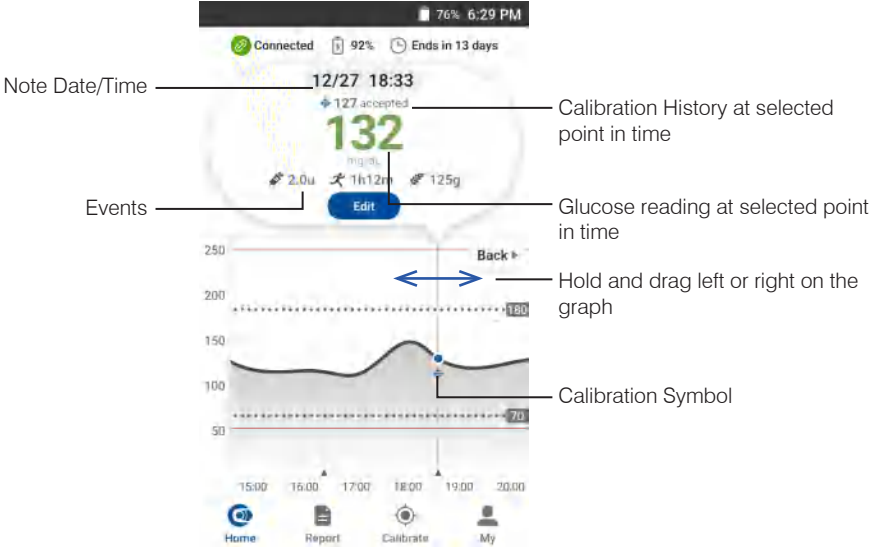 76% 6:29 PM
Connected 92% Ends in 13 days
Note Date/Time
12/27 18:33
127 accepted
Calibration History at selected
point in time
132
mg/dL
2.0u 1h12m 125g
Events
Edit
Glucose reading at selected point
in time
250
Back
Hold and drag left or right on the
graph
200
180
150
100
Calibration Symbol
70
50
15:00 16:00 17:00 18:00 19:00 20:00
Home Report Calibrate My